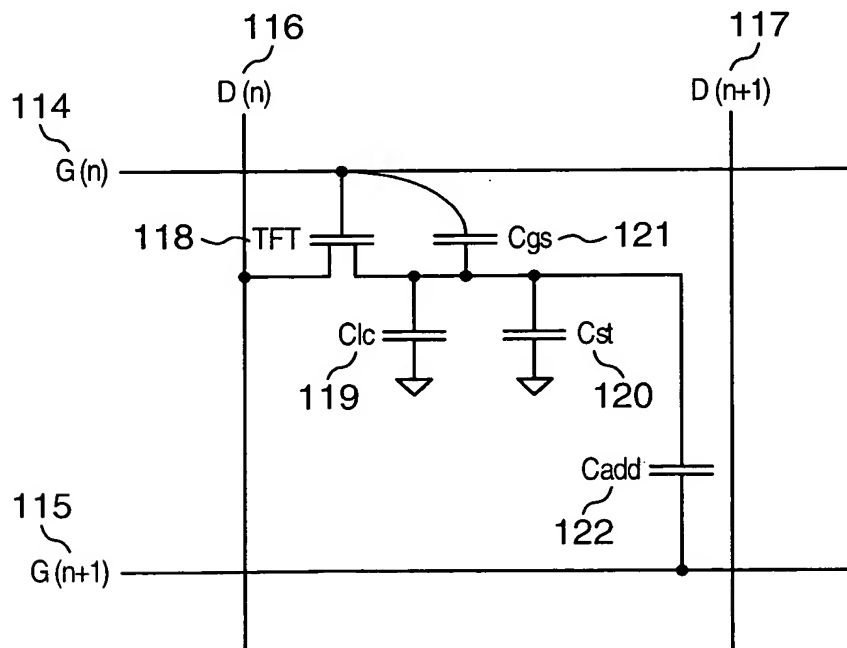 116
D(n)
117
D(n+1)
114
G(n)
118
TFT
Cgs
121
Clc
119
Cst
120
Cadd
122
115
G(n+1)